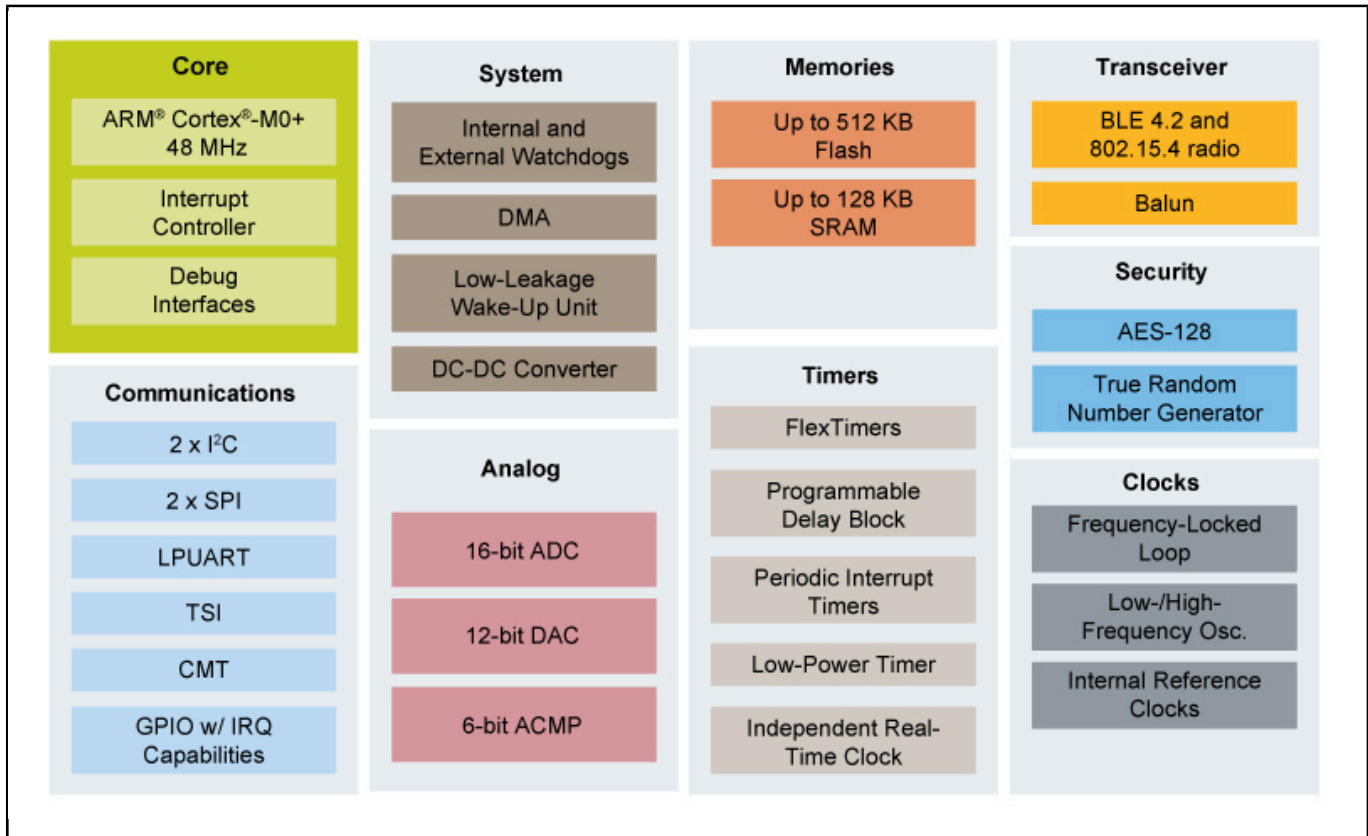 Core
ARM® Cortex®-M0+
48 MHz
Interrupt
Controller
Debug
Interfaces
Communications
2 x I²C
2 x SPI
LPUART
TSI
CMT
GPIO w/ IRQ
Capabilities
System
Internal and
External Watchdogs
DMA
Low-Leakage
Wake-Up Unit
DC-DC Converter
Analog
16-bit ADC
12-bit DAC
6-bit ACMP
Memories
Up to 512 KB
Flash
Up to 128 KB
SRAM
Timers
FlexTimers
Programmable
Delay Block
Periodic Interrupt
Timers
Low-Power Timer
Independent Real-
Time Clock
Transceiver
BLE 4.2 and
802.15.4 radio
Balun
Security
AES-128
True Random
Number Generator
Clocks
Frequency-Locked
Loop
Low-/High-
Frequency Osc.
Internal Reference
Clocks